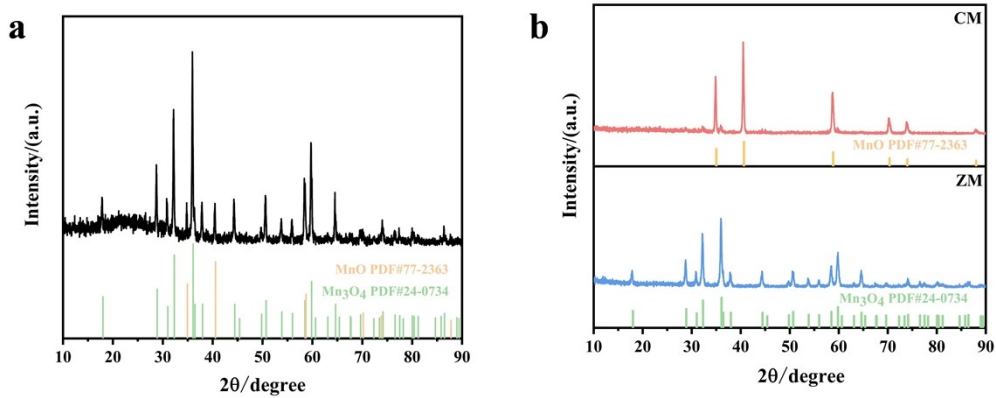 a
Intensity/(a.u.)
MnO PDF#77-2363
Mn₃O₄ PDF#24-0734
10 20 30 40 50 60 70 80 90
2θ/degree
b
CM
MnO PDF#77-2363
ZM
Mn₃O₄ PDF#24-0734
Intensity/(a.u.)
10 20 30 40 50 60 70 80 90
2θ/degree